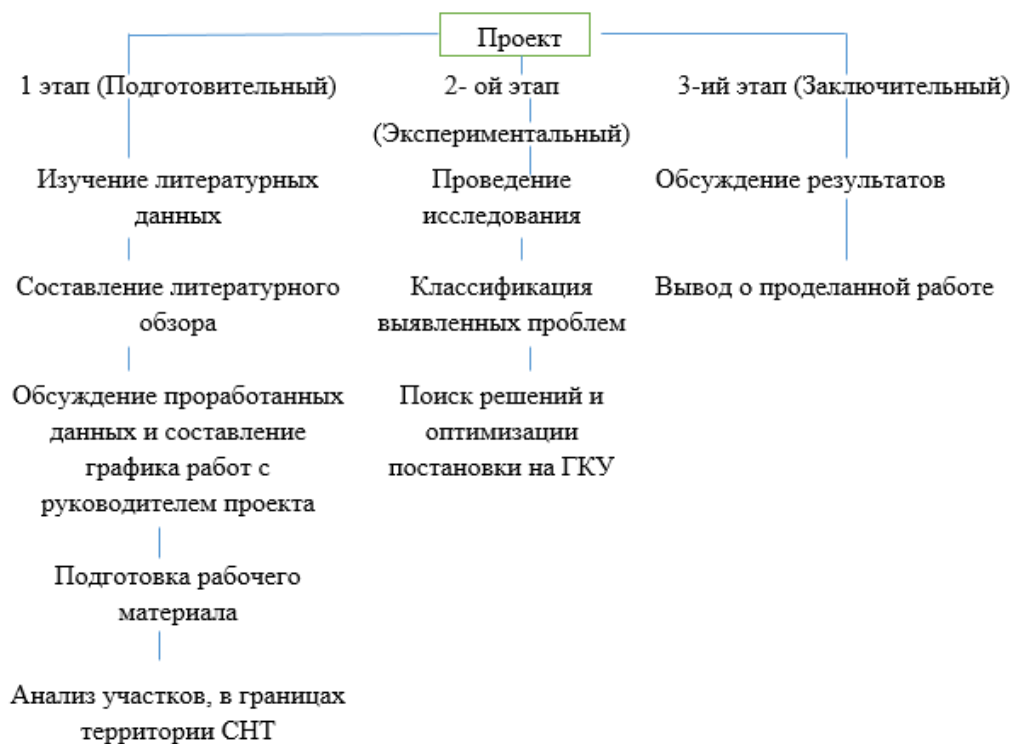 Проект
1 этап (Подготовительный)
Изучение литературных
данных
Составление литературного
обзора
Обсуждение проработанных
данных и составление
графика работ с
руководителем проекта
Подготовка рабочего
материала
Анализ участков, в границах
территории СНТ
2- ой этап
(Экспериментальный)
Проведение
исследования
Классификация
выявленных проблем
Поиск решений и
оптимизации
постановки на ГКУ
3-ий этап (Заключительный)
Обсуждение результатов
Вывод о проделанной работе